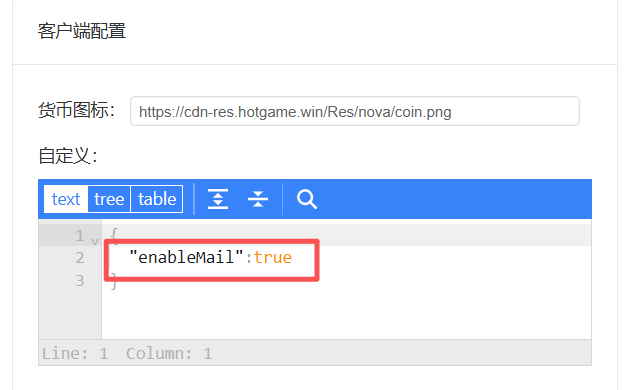 客户端配置
货币图标： https://cdn-res.hotgame.win/Res/nova/coin.png
自定义：
text tree table
1 {
2 "enableMail":true
3 }
Line: 1 Column: 1